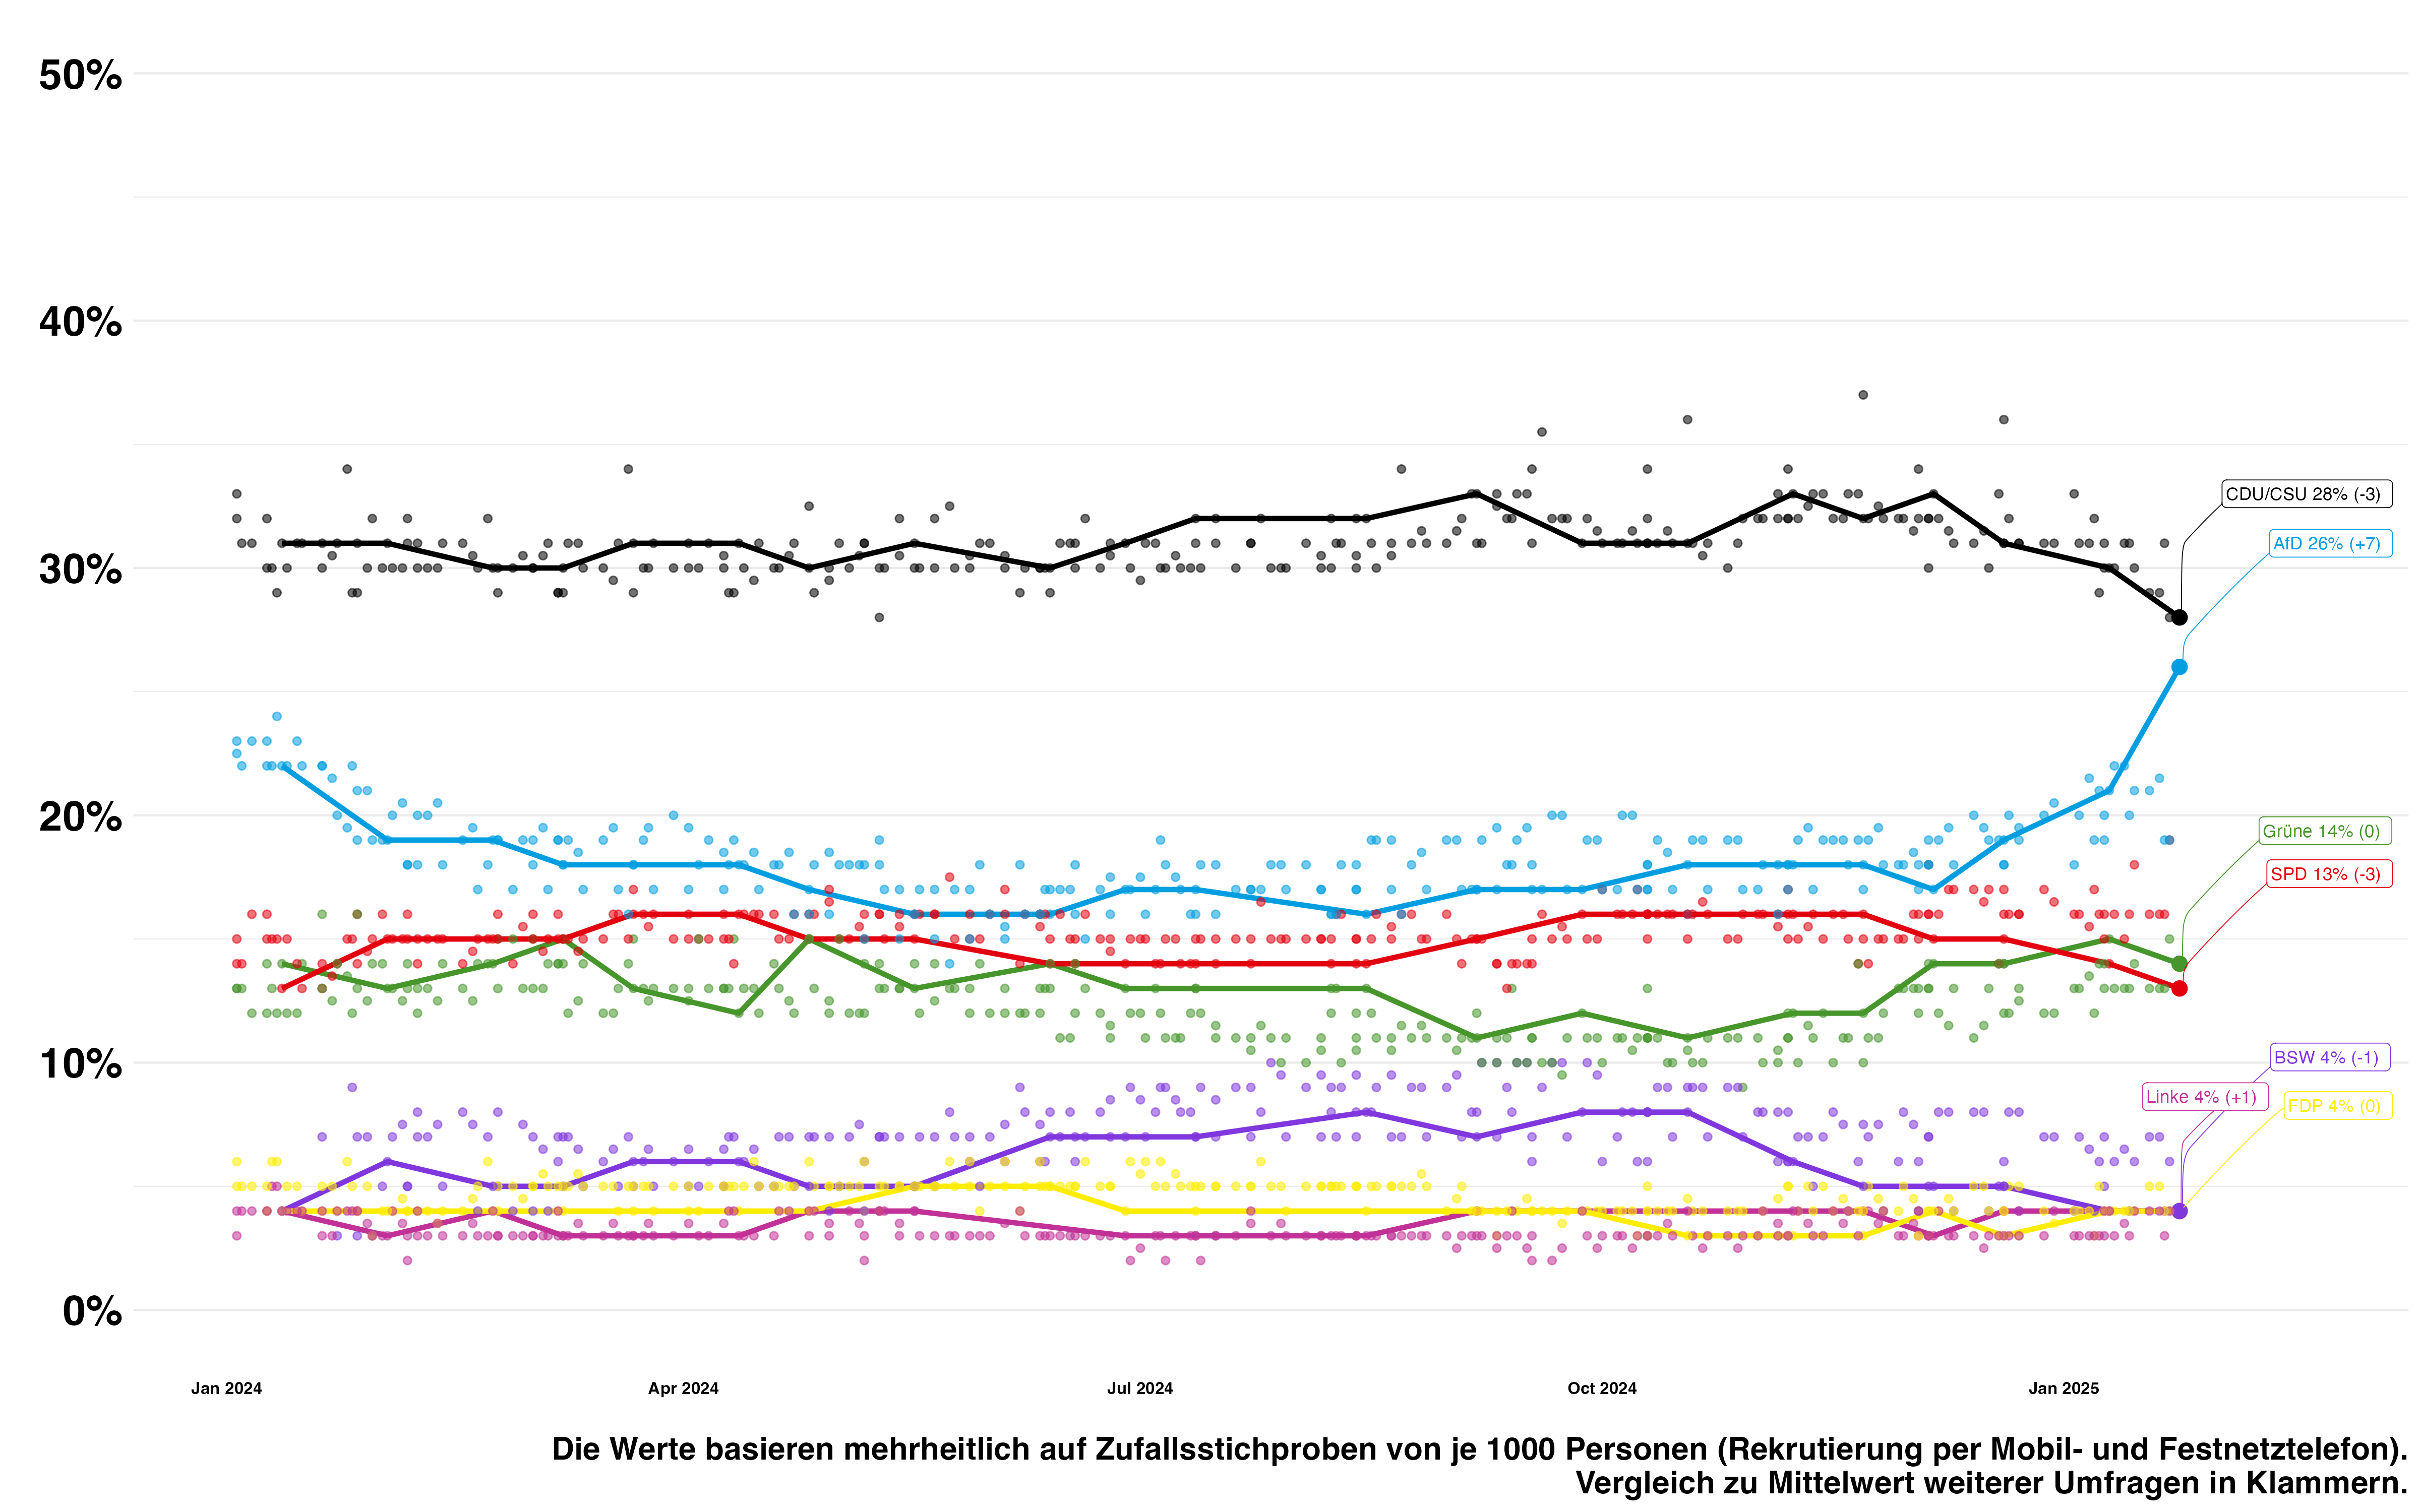 50%
40%
30%
20%
10%
0%
CDU/CSU 28% (-3)
AfD 26% (+7)
Grüne 14% (0)
SPD 13% (-3)
BSW 4% (-1)
Linke 4% (+1)
FDP 4% (0)
Jan 2024
Apr 2024
Jul 2024
Oct 2024
Jan 2025
Die Werte basieren mehrheitlich auf Zufallsstichproben von je 1000 Personen (Rekrutierung per Mobil- und Festnetztelefon).
Vergleich zu Mittelwert weiterer Umfragen in Klammern.